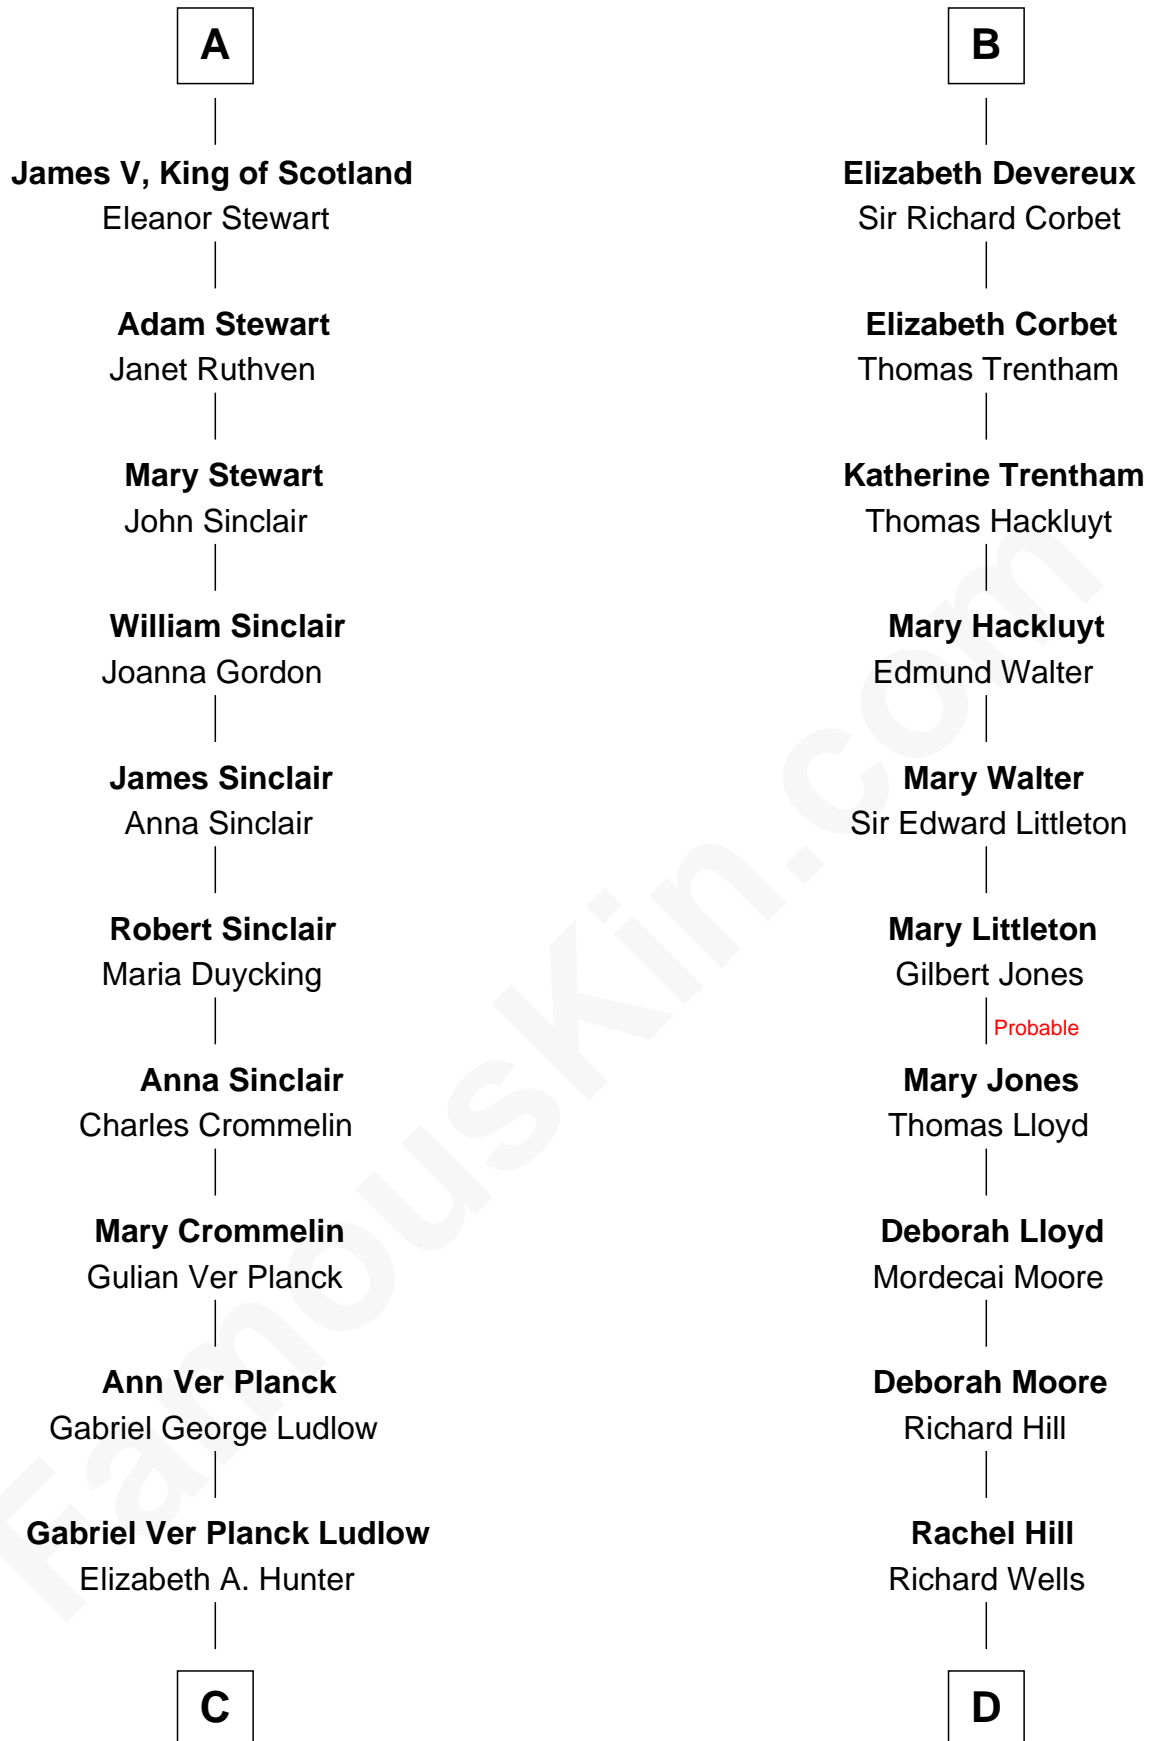 A
James V, King of Scotland
Eleanor Stewart
Adam Stewart
Janet Ruthven
Mary Stewart
John Sinclair
William Sinclair
Joanna Gordon
James Sinclair
Anna Sinclair
Robert Sinclair
Maria Duycking
Anna Sinclair
Charles Crommelin
Mary Crommelin
Gulian Ver Planck
Ann Ver Planck
Gabriel George Ludlow
Gabriel Ver Planck Ludlow
Elizabeth A. Hunter
C
B
Elizabeth Devereux
Sir Richard Corbet
Elizabeth Corbet
Thomas Trentham
Katherine Trentham
Thomas Hackluyt
Mary Hackluyt
Edmund Walter
Mary Walter
Sir Edward Littleton
Mary Littleton
Gilbert Jones
Probable
Mary Jones
Thomas Lloyd
Deborah Lloyd
Mordecai Moore
Deborah Moore
Richard Hill
Rachel Hill
Richard Wells
D
FamousKin.com